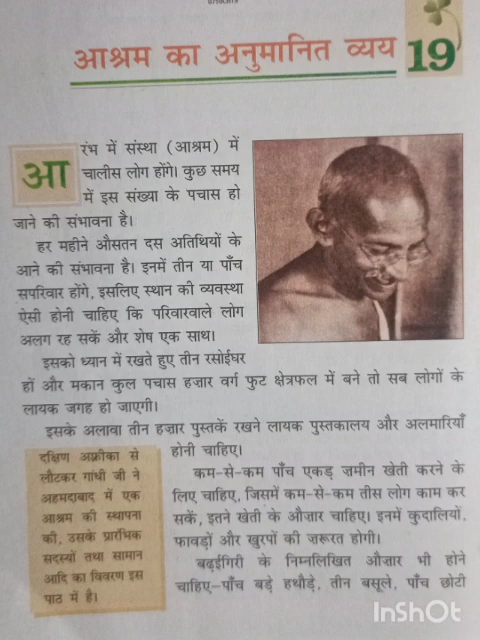 आश्रम का अनुमानित व्यय 19
आरंभ में संस्था (आश्रम) में
चालीस लोग होंगे। कुछ समय
में इस संख्या के पचास हो
जाने की संभावना है।
हर महीने औसतन दस अतिथियों के
आने की संभावना है। इनमें तीन या पाँच
सपरिवार होंगे, इसलिए स्थान की व्यवस्था
ऐसी होनी चाहिए कि परिवारवाले लोग
अलग रह सकें और शेष एक साथ।
इसको ध्यान में रखते हुए तीन रसोईघर
हों और मकान कुल पचास हज़ार वर्ग फुट क्षेत्रफल में बने तो सब लोगों के
लायक जगह हो जाएगी।
इसके अलावा तीन हज़ार पुस्तकें रखने लायक पुस्तकालय और अलमारियाँ
होनी चाहिए।
कम-से-कम पाँच एकड़ ज़मीन खेती करने के
लिए चाहिए, जिसमें कम-से-कम तीस लोग काम कर
सकें, इतने खेती के औज़ार चाहिए। इनमें कुदालियों,
फावड़ों और खुरपों की ज़रूरत होगी।
बढ़ईगिरी के निम्नलिखित औज़ार भी होने
चाहिए-पाँच बड़े हथौड़े, तीन बसूले, पाँच छोटी
दक्षिण अफ्रीका से
लौटकर गांधी जी ने
अहमदाबाद में एक
आश्रम की स्थापना
की, उसके प्रारंभिक
सदस्यों तथा सामान
आदि का विवरण इस
पाठ में है।
InShOt